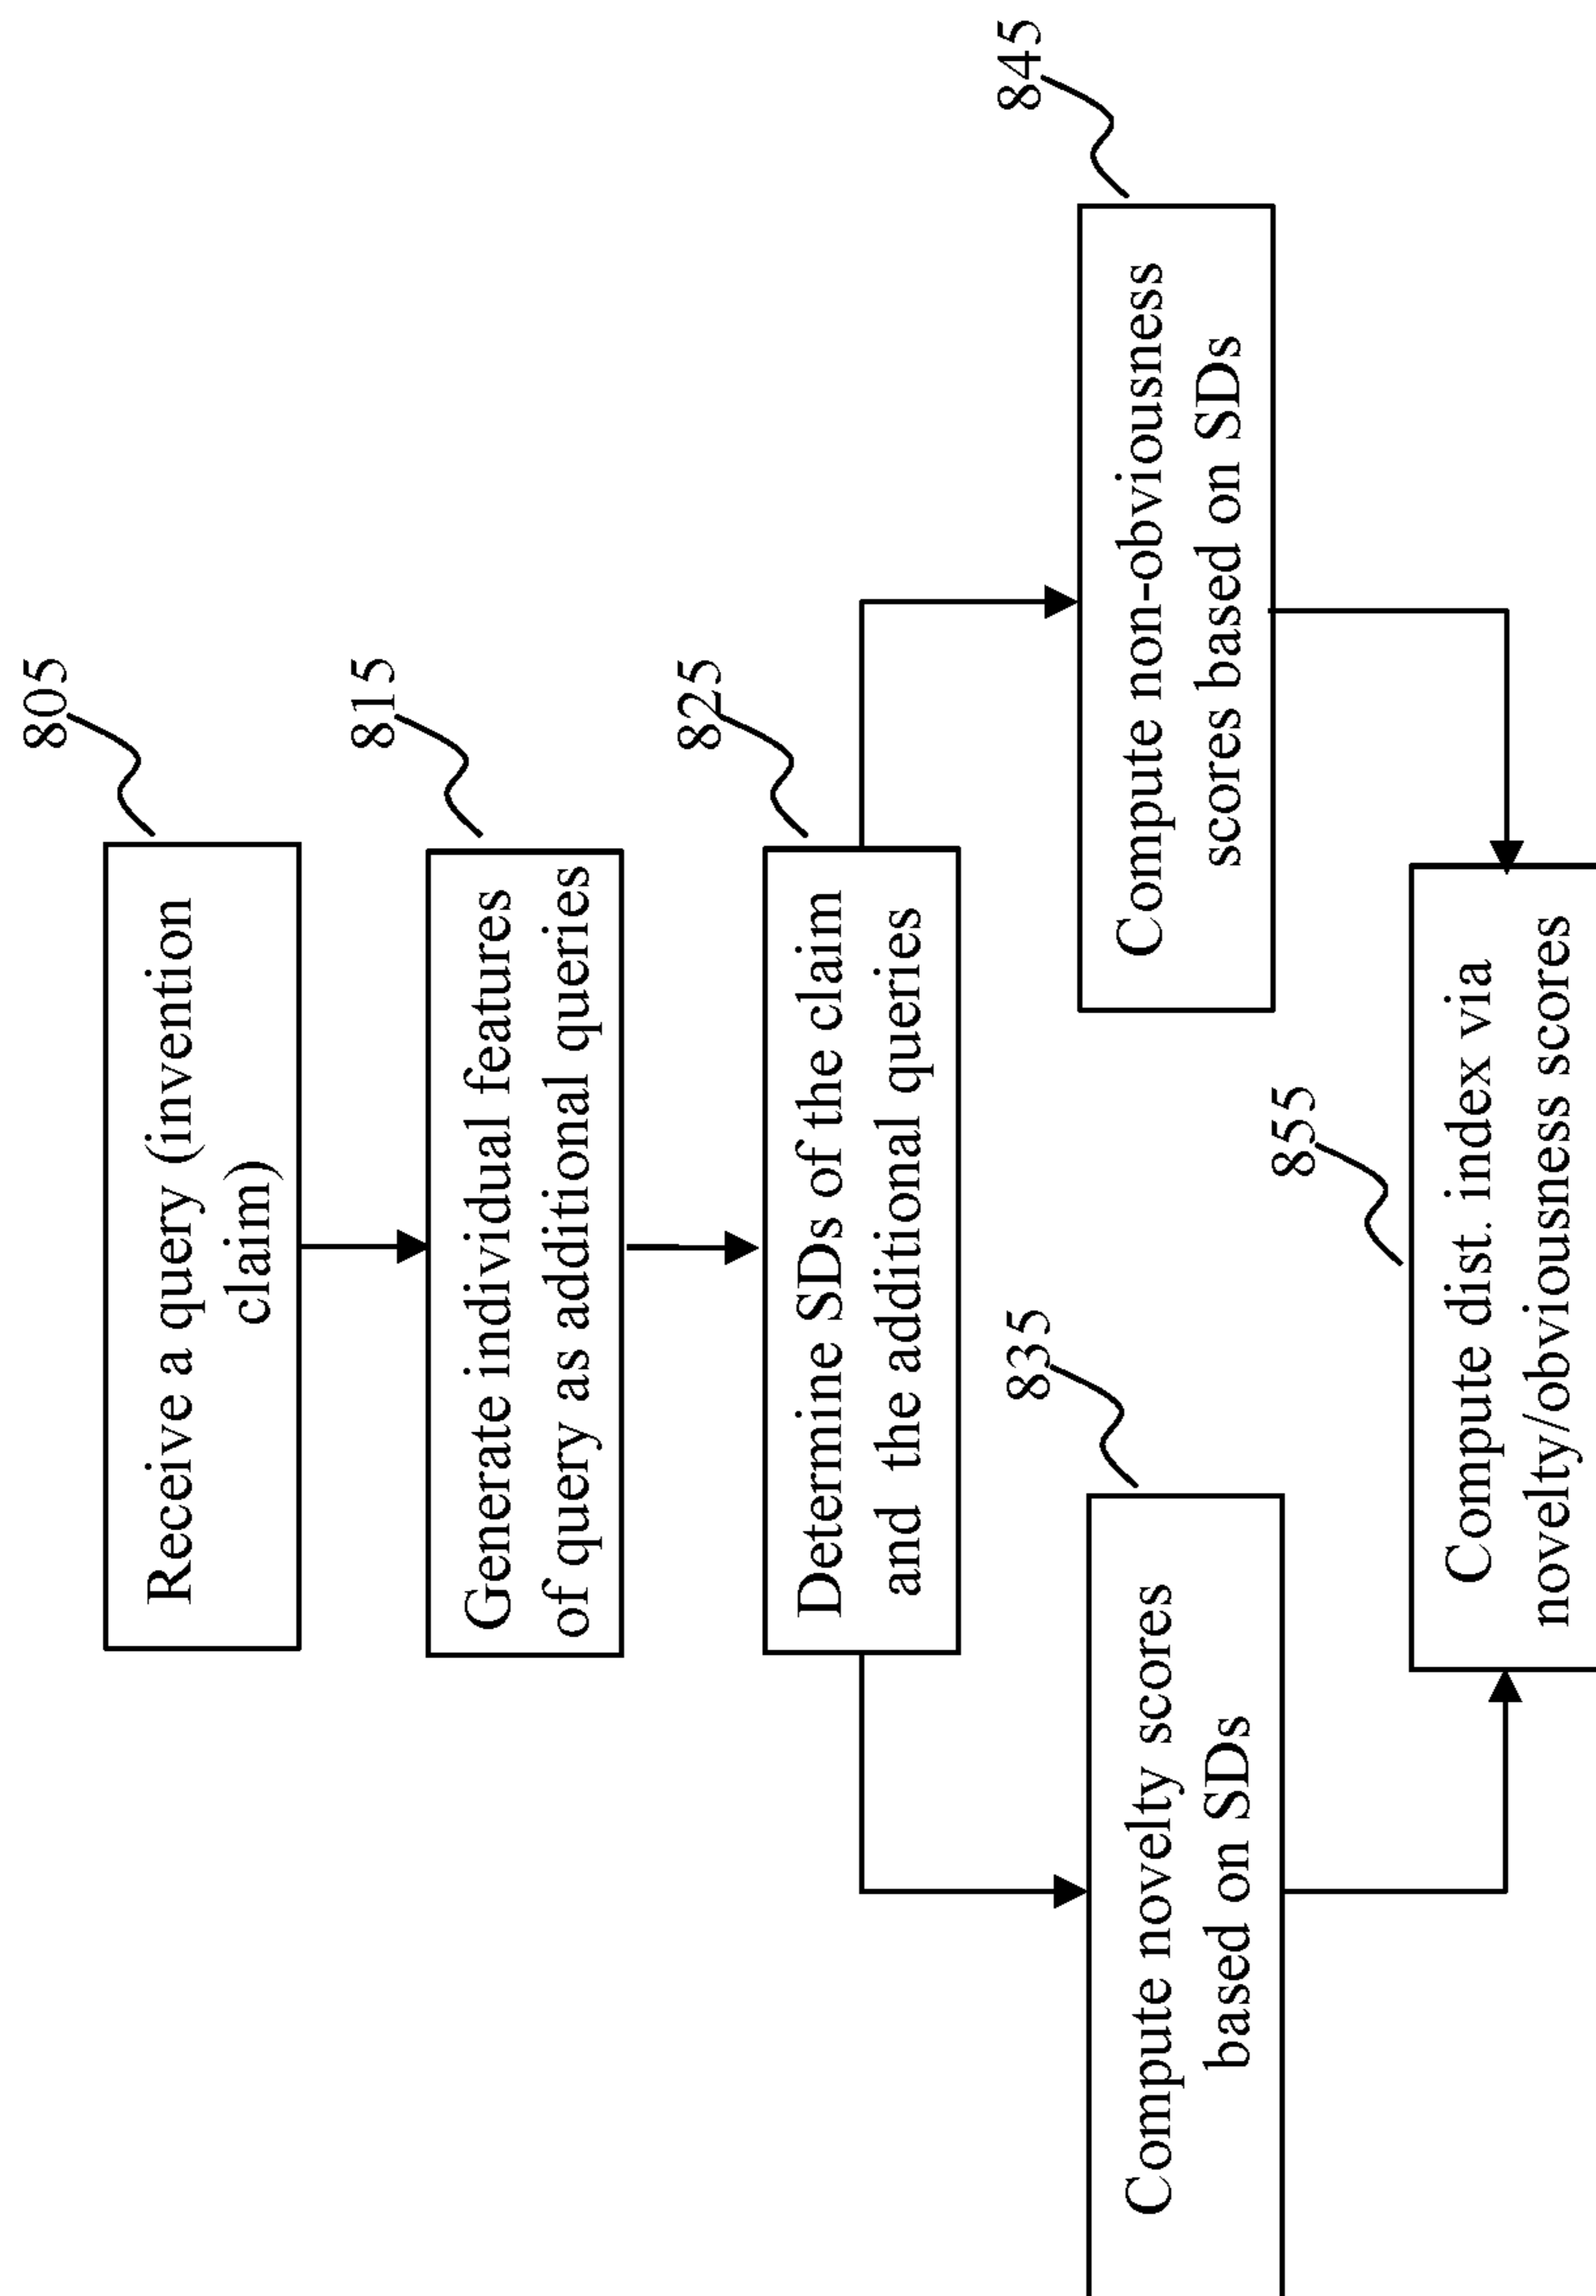 805
Receive a query (invention
claim)
815
Generate individual features
of query as additional queries
825
Determine SDs of the claim
and the additional queries
835
Compute novelty scores
based on SDs
845
Compute non-obviousness
scores based on SDs
855
Compute dist. index via
novelty/obviousness scores